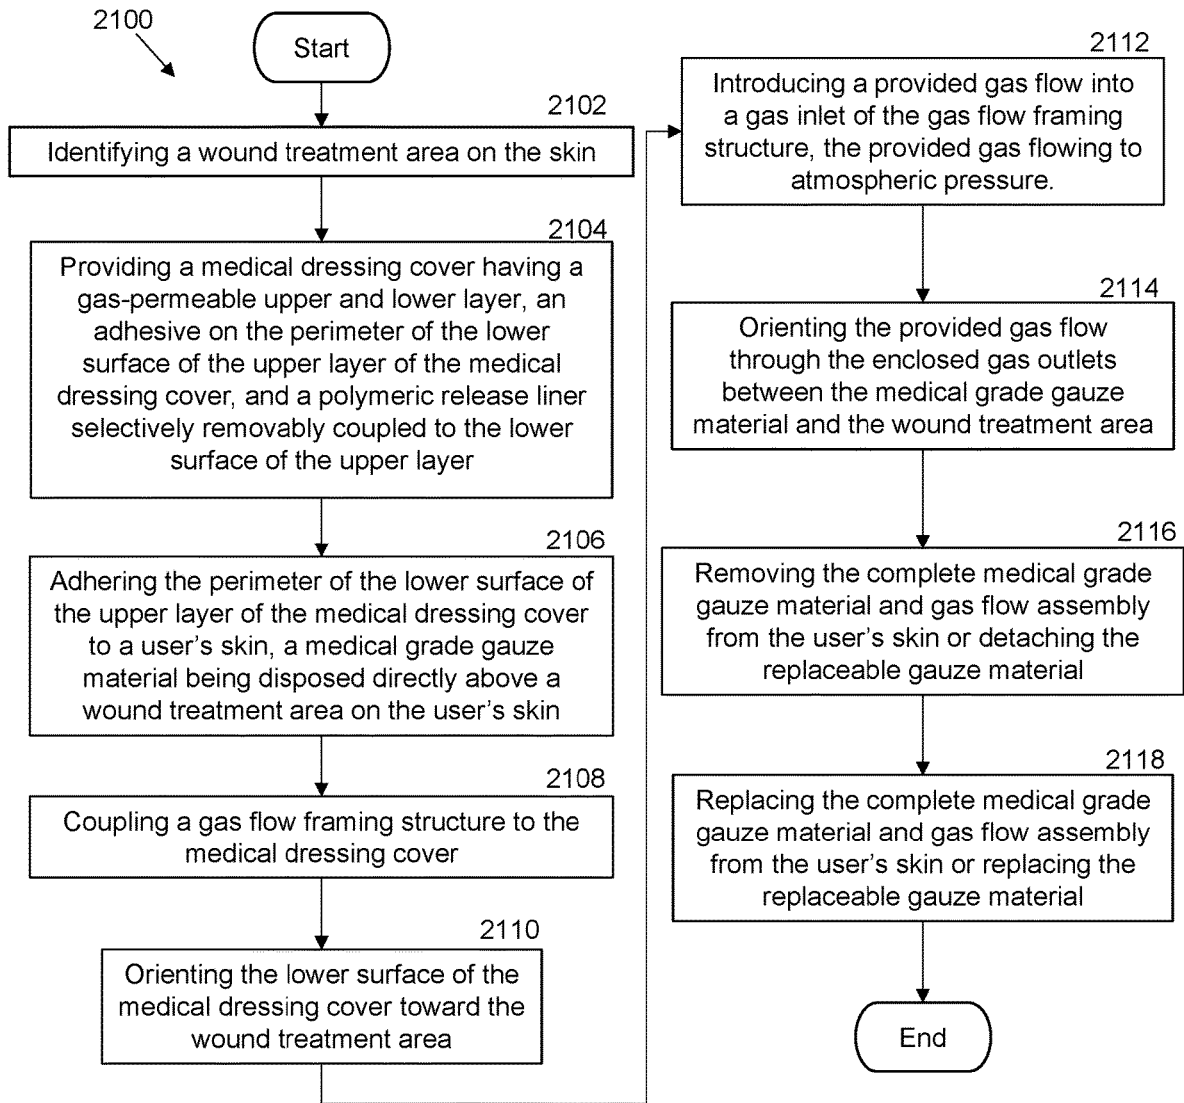 2100
Start
2102
Identifying a wound treatment area on the skin
2104
Providing a medical dressing cover having a
gas-permeable upper and lower layer, an
adhesive on the perimeter of the lower
surface of the upper layer of the medical
dressing cover, and a polymeric release liner
selectively removably coupled to the lower
surface of the upper layer
2106
Adhering the perimeter of the lower surface of
the upper layer of the medical dressing cover
to a user's skin, a medical grade gauze
material being disposed directly above a
wound treatment area on the user's skin
2108
Coupling a gas flow framing structure to the
medical dressing cover
2110
Orienting the lower surface of the
medical dressing cover toward the
wound treatment area
2112
Introducing a provided gas flow into
a gas inlet of the gas flow framing
structure, the provided gas flowing to
atmospheric pressure.
2114
Orienting the provided gas flow
through the enclosed gas outlets
between the medical grade gauze
material and the wound treatment area
2116
Removing the complete medical grade
gauze material and gas flow assembly
from the user's skin or detaching the
replaceable gauze material
2118
Replacing the complete medical grade
gauze material and gas flow assembly
from the user's skin or replacing the
replaceable gauze material
End